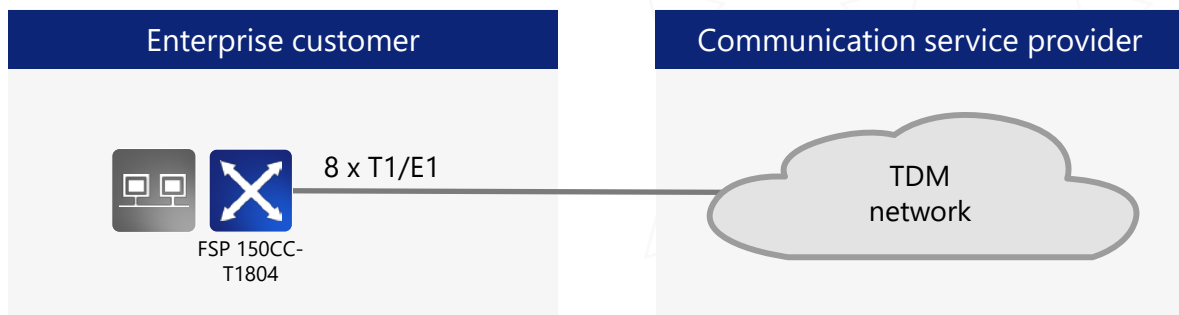 Enterprise customer
Communication service provider
8 x T1/E1
TDM
network
FSP 150CC-
T1804